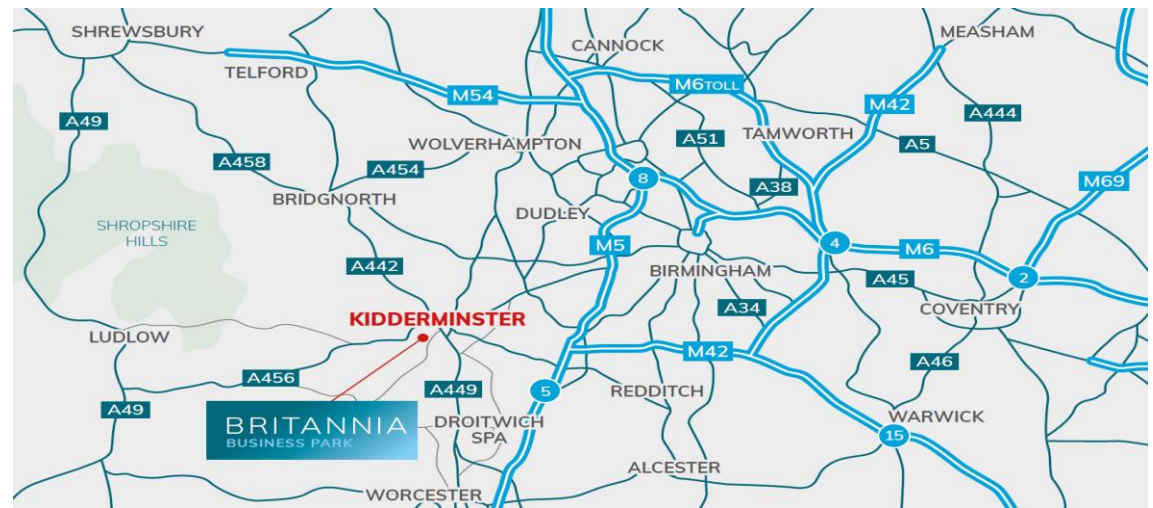 SHREWSBURY
CANNOCK
MEASHAM
TELFORD
M54
M6TOLL
M42
A49
A51
TAMWORTH
A444
WOLVERHAMPTON
A5
A458
A454
8
A38
M69
BRIDGNORTH
DUDLEY
SHROPSHIRE
HILLS
M5
4
M6
A442
BIRMINGHAM
A45
2
KIDDERMINSTER
A34
COVENTRY
LUDLOW
M42
A46
A456
A449
5
REDDITCH
A49
BRITANNIA
BUSINESS PARK
DROITWICH
SPA
WARWICK
15
ALCESTER
WORCESTER